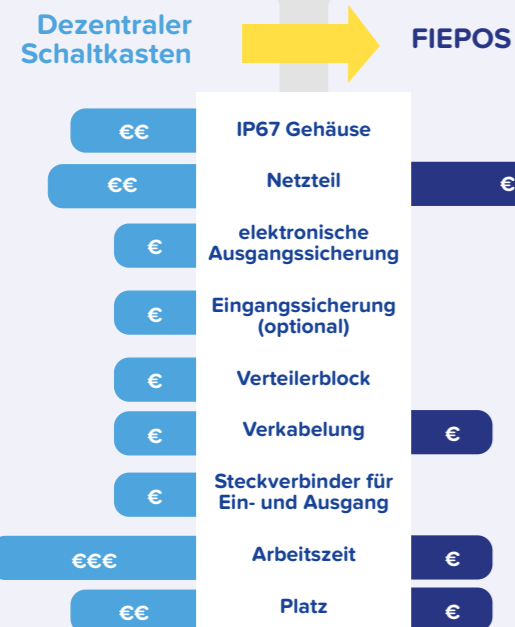 Dezentraler
Schaltkasten
FIEPOS
€€
IP67 Gehäuse
€€
Netzteil
€
€
elektronische
Ausgangssicherung
€
Eingangssicherung
(optional)
€
Verteilerblock
€
Verkabelung
€
€
Steckverbinder für
Ein- und Ausgang
€€€
Arbeitszeit
€
€€
Platz
€